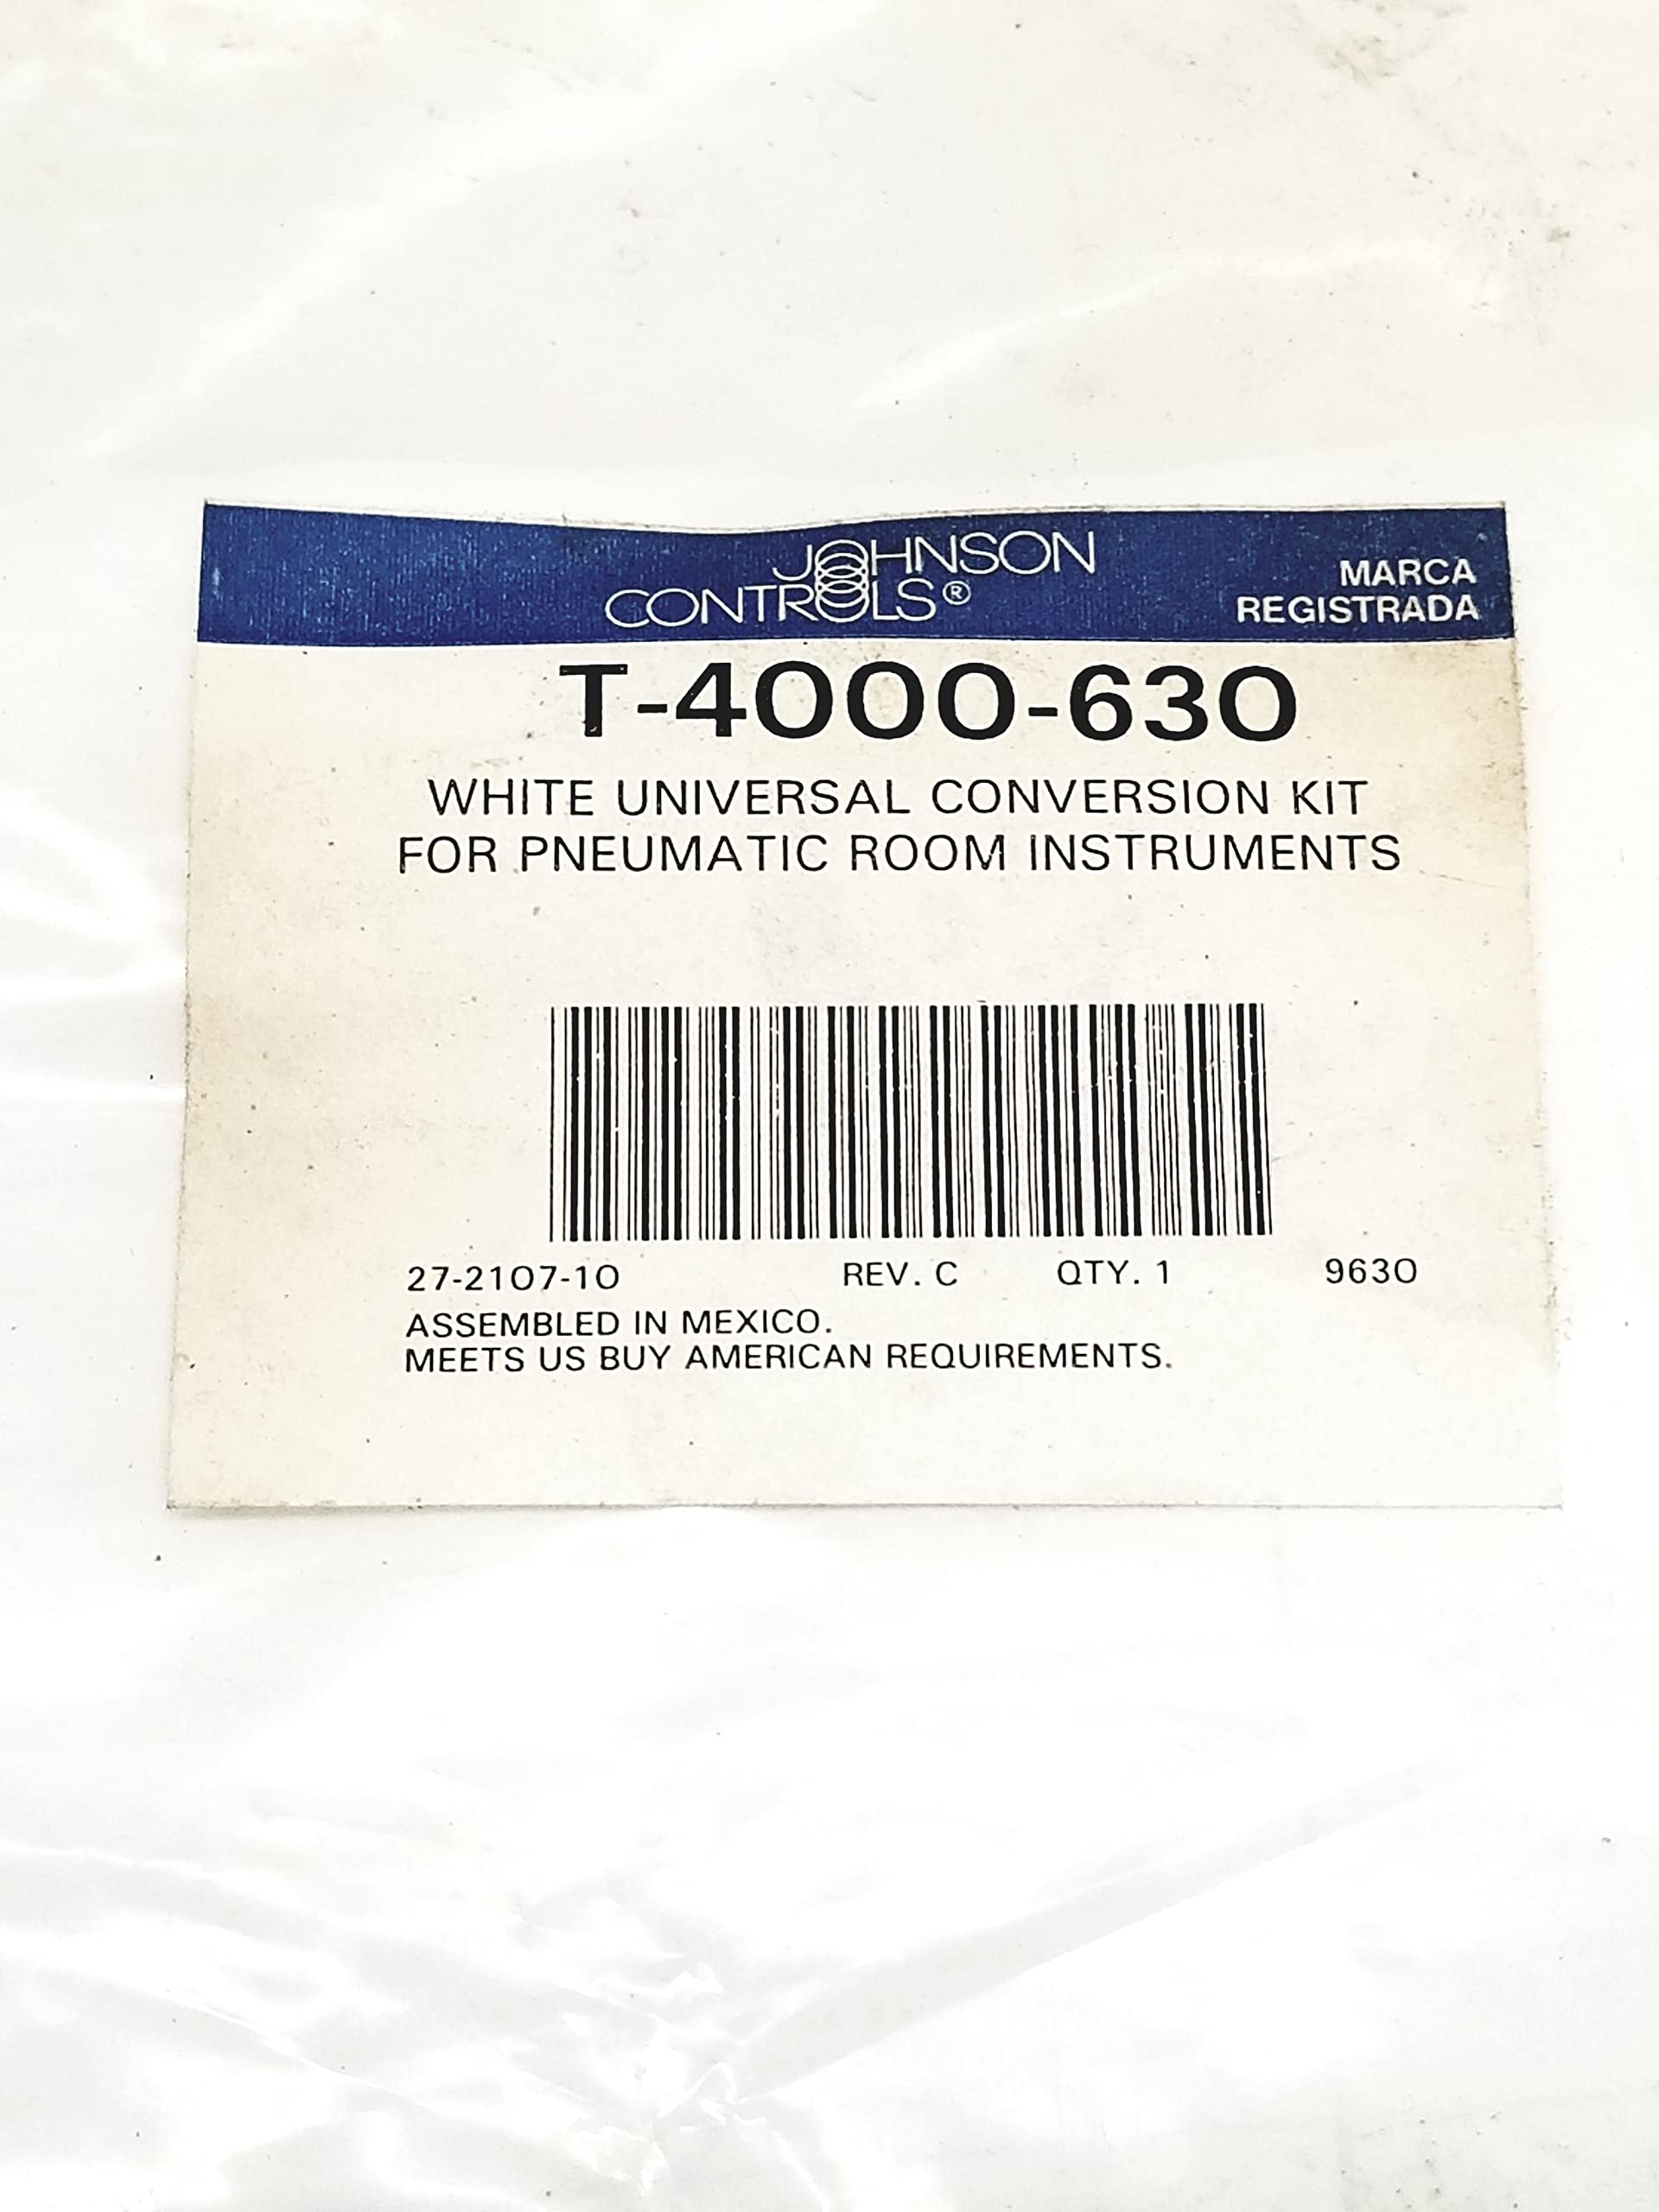 JOHNSON
CONTROLS®
MARCA
REGISTRADA
T-4000-630
WHITE UNIVERSAL CONVERSION KIT
FOR PNEUMATIC ROOM INSTRUMENTS
27-2107-10 REV. C QTY. 1 9630
ASSEMBLED IN MEXICO.
MEETS US BUY AMERICAN REQUIREMENTS.